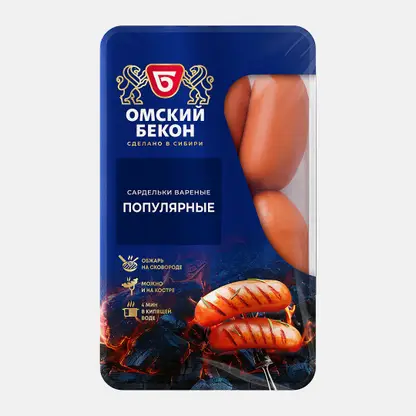 Б
ОМСКИЙ
БЕКОН
СДЕЛАНО В СИБИРИ
САРДЕЛЬКИ ВАРЕНЫЕ
ПОПУЛЯРНЫЕ
ОБЖАРЬ
НА СКОВОРОДЕ
МОЖНО
И НА КОСТРЕ
4 МИН
В КИПЯЩЕЙ
ВОДЕ